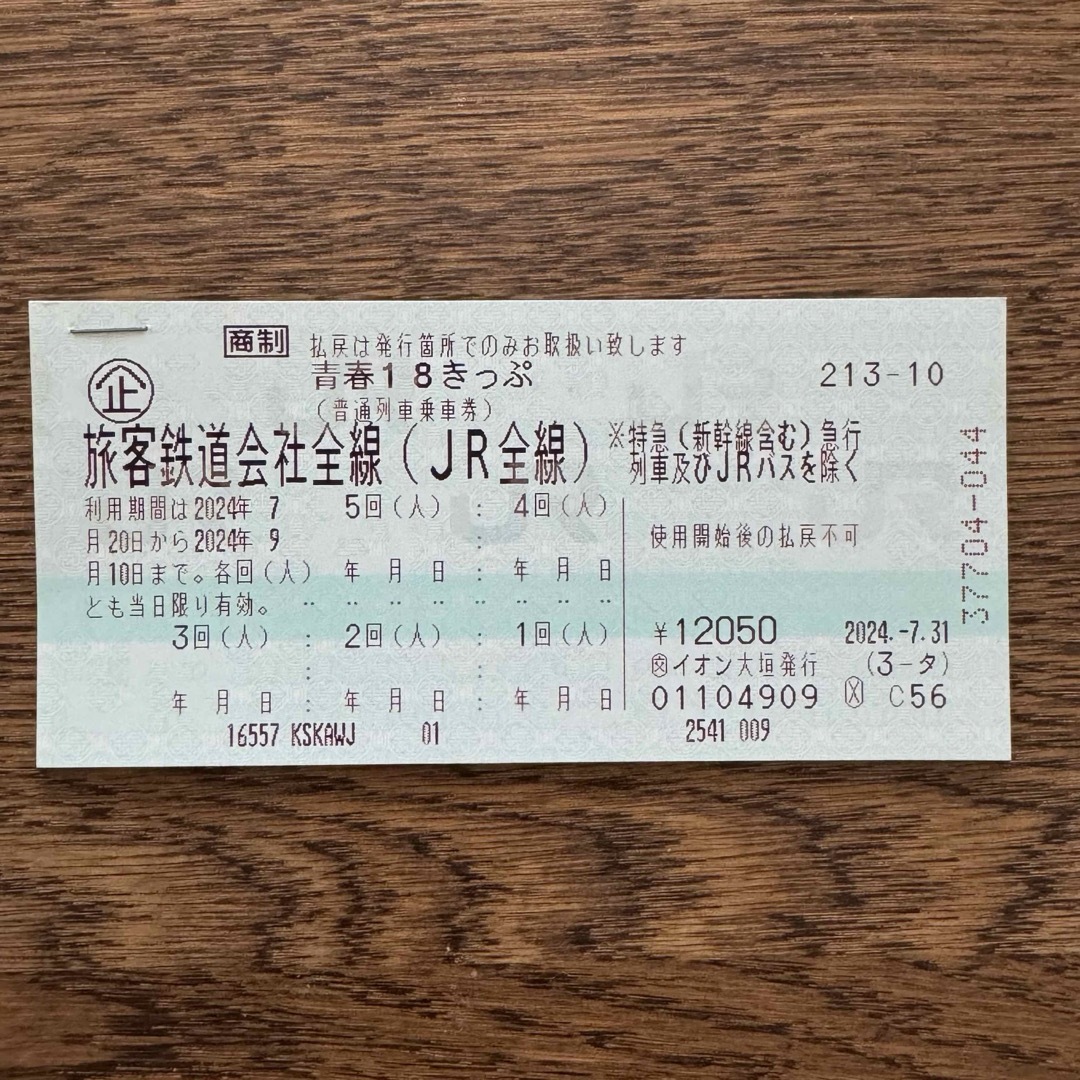 商制 払戻は発行箇所でのみお取扱い致します
企 青春18きっぷ 213-10
(普通列車乗車券)
旅客鉄道会社全線(JR全線) ※特急(新幹線含む)急行
列車及びJRバスを除く
利用期間は2024年 7
月20日から2024年 9
月10日まで。各回(人)
とも当日限り有効。
5回(人) : 4回(人)
年 月 日 : 年 月 日
3回(人) : 2回(人) : 1回(人)
年 月 日 : 年 月 日 : 年 月 日
使用開始後の払戻不可
¥12050 2024.-7.31
交イオン大垣発行 (3-タ)
01104909 X C56
16557 KSKAWJ 01 2541 009
37704-044